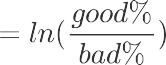 = ln(good% / bad%)